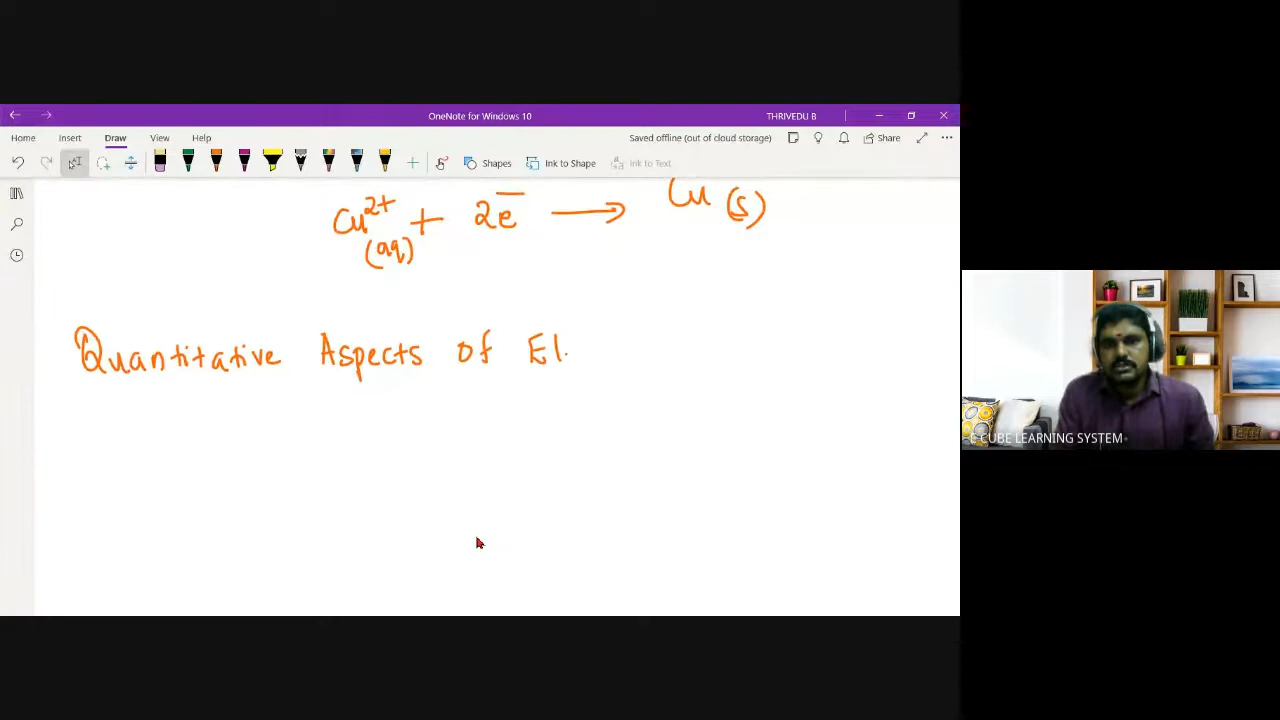 OneNote for Windows 10
THRIVEDU B
Home Insert Draw View Help
Saved offline (out of cloud storage)
Share
Shapes
Ink to Shape
Ink to Text
Cu²⁺ + 2e⁻ → Cu (s)
(aq)
Quantitative Aspects of El.
E CUBE LEARNING SYSTEM